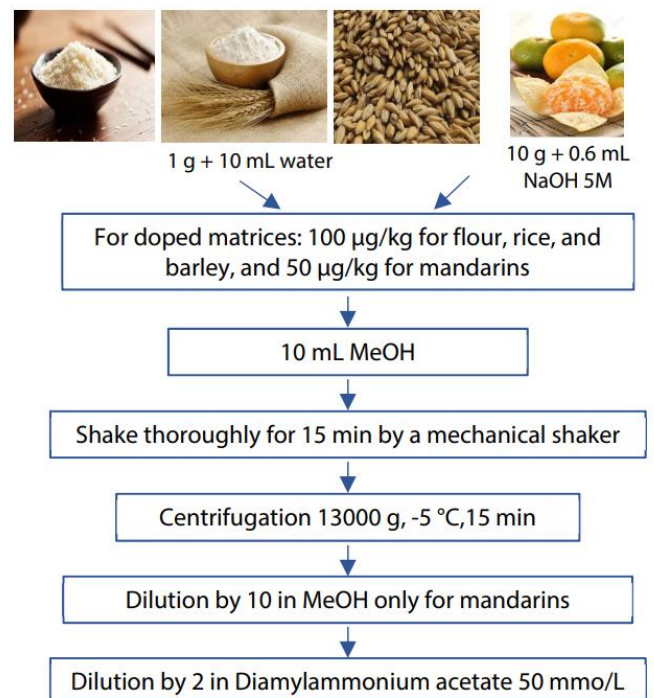 1 g + 10 mL water
10 g + 0.6 mL
NaOH 5M
For doped matrices: 100 µg/kg for flour, rice, and
barley, and 50 µg/kg for mandarins
10 mL MeOH
Shake thoroughly for 15 min by a mechanical shaker
Centrifugation 13000 g, -5 °C,15 min
Dilution by 10 in MeOH only for mandarins
Dilution by 2 in Diamylammonium acetate 50 mmo/L